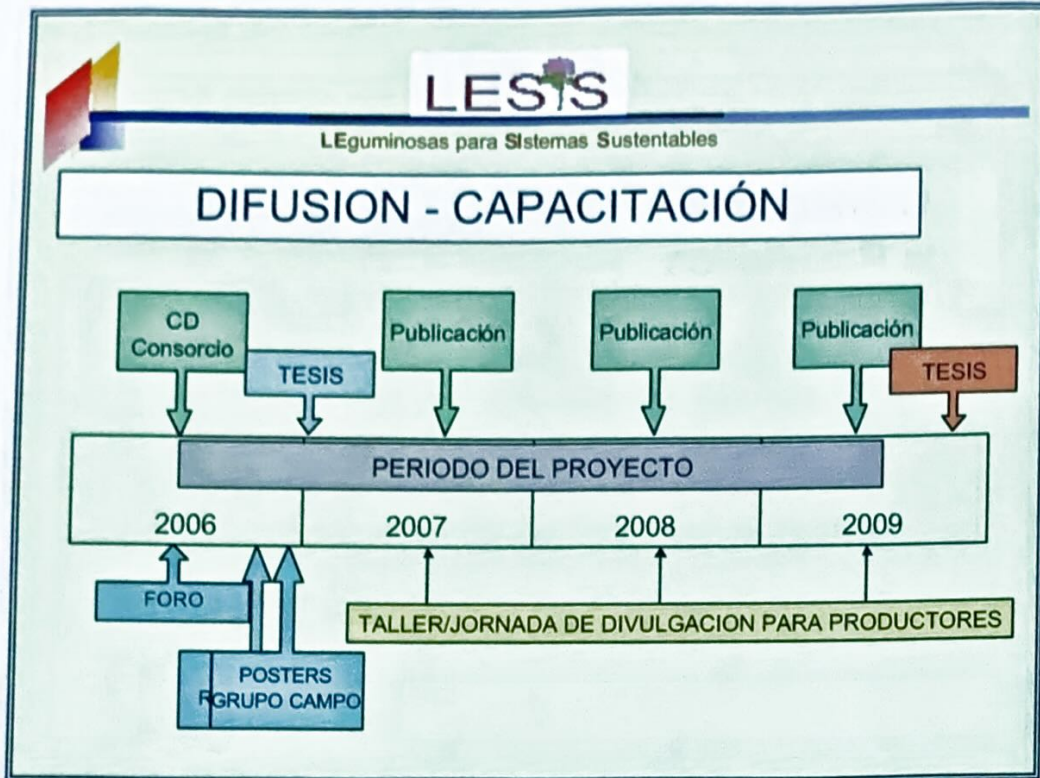 LESIS
LEguminosas para SIstemas Sustentables
DIFUSION - CAPACITACIÓN
CD
Consorcio
TESIS
Publicación
Publicación
Publicación
TESIS
PERIODO DEL PROYECTO
2006
2007
2008
2009
FORO
TALLER/JORNADA DE DIVULGACION PARA PRODUCTORES
POSTERS
GRUPO CAMPO